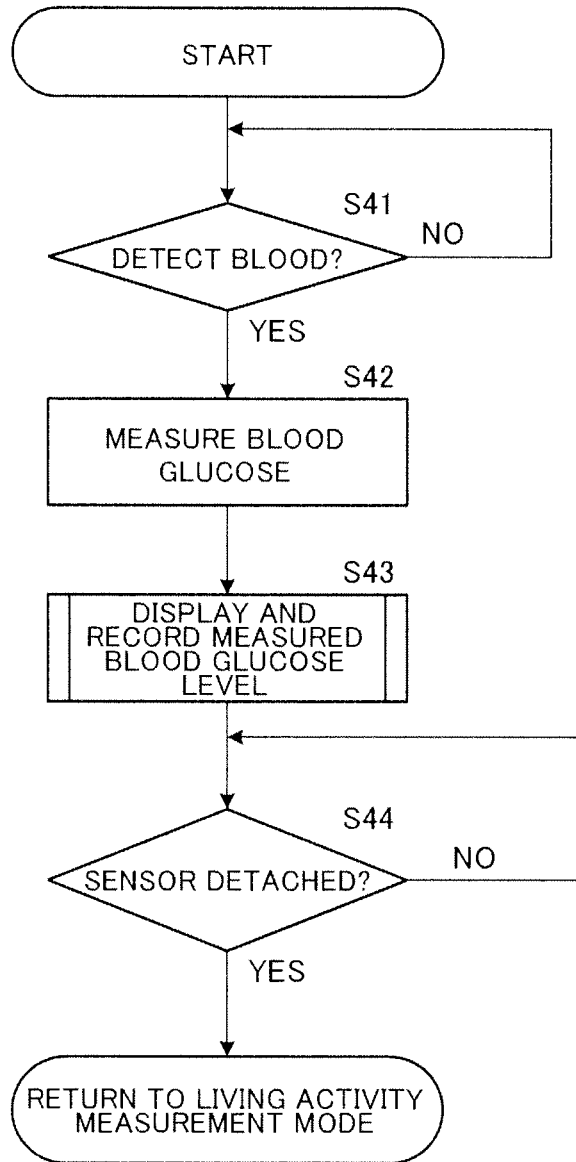 START
S41
DETECT BLOOD?
NO
YES
S42
MEASURE BLOOD
GLUCOSE
S43
DISPLAY AND
RECORD MEASURED
BLOOD GLUCOSE
LEVEL
S44
SENSOR DETACHED?
NO
YES
RETURN TO LIVING ACTIVITY
MEASUREMENT MODE